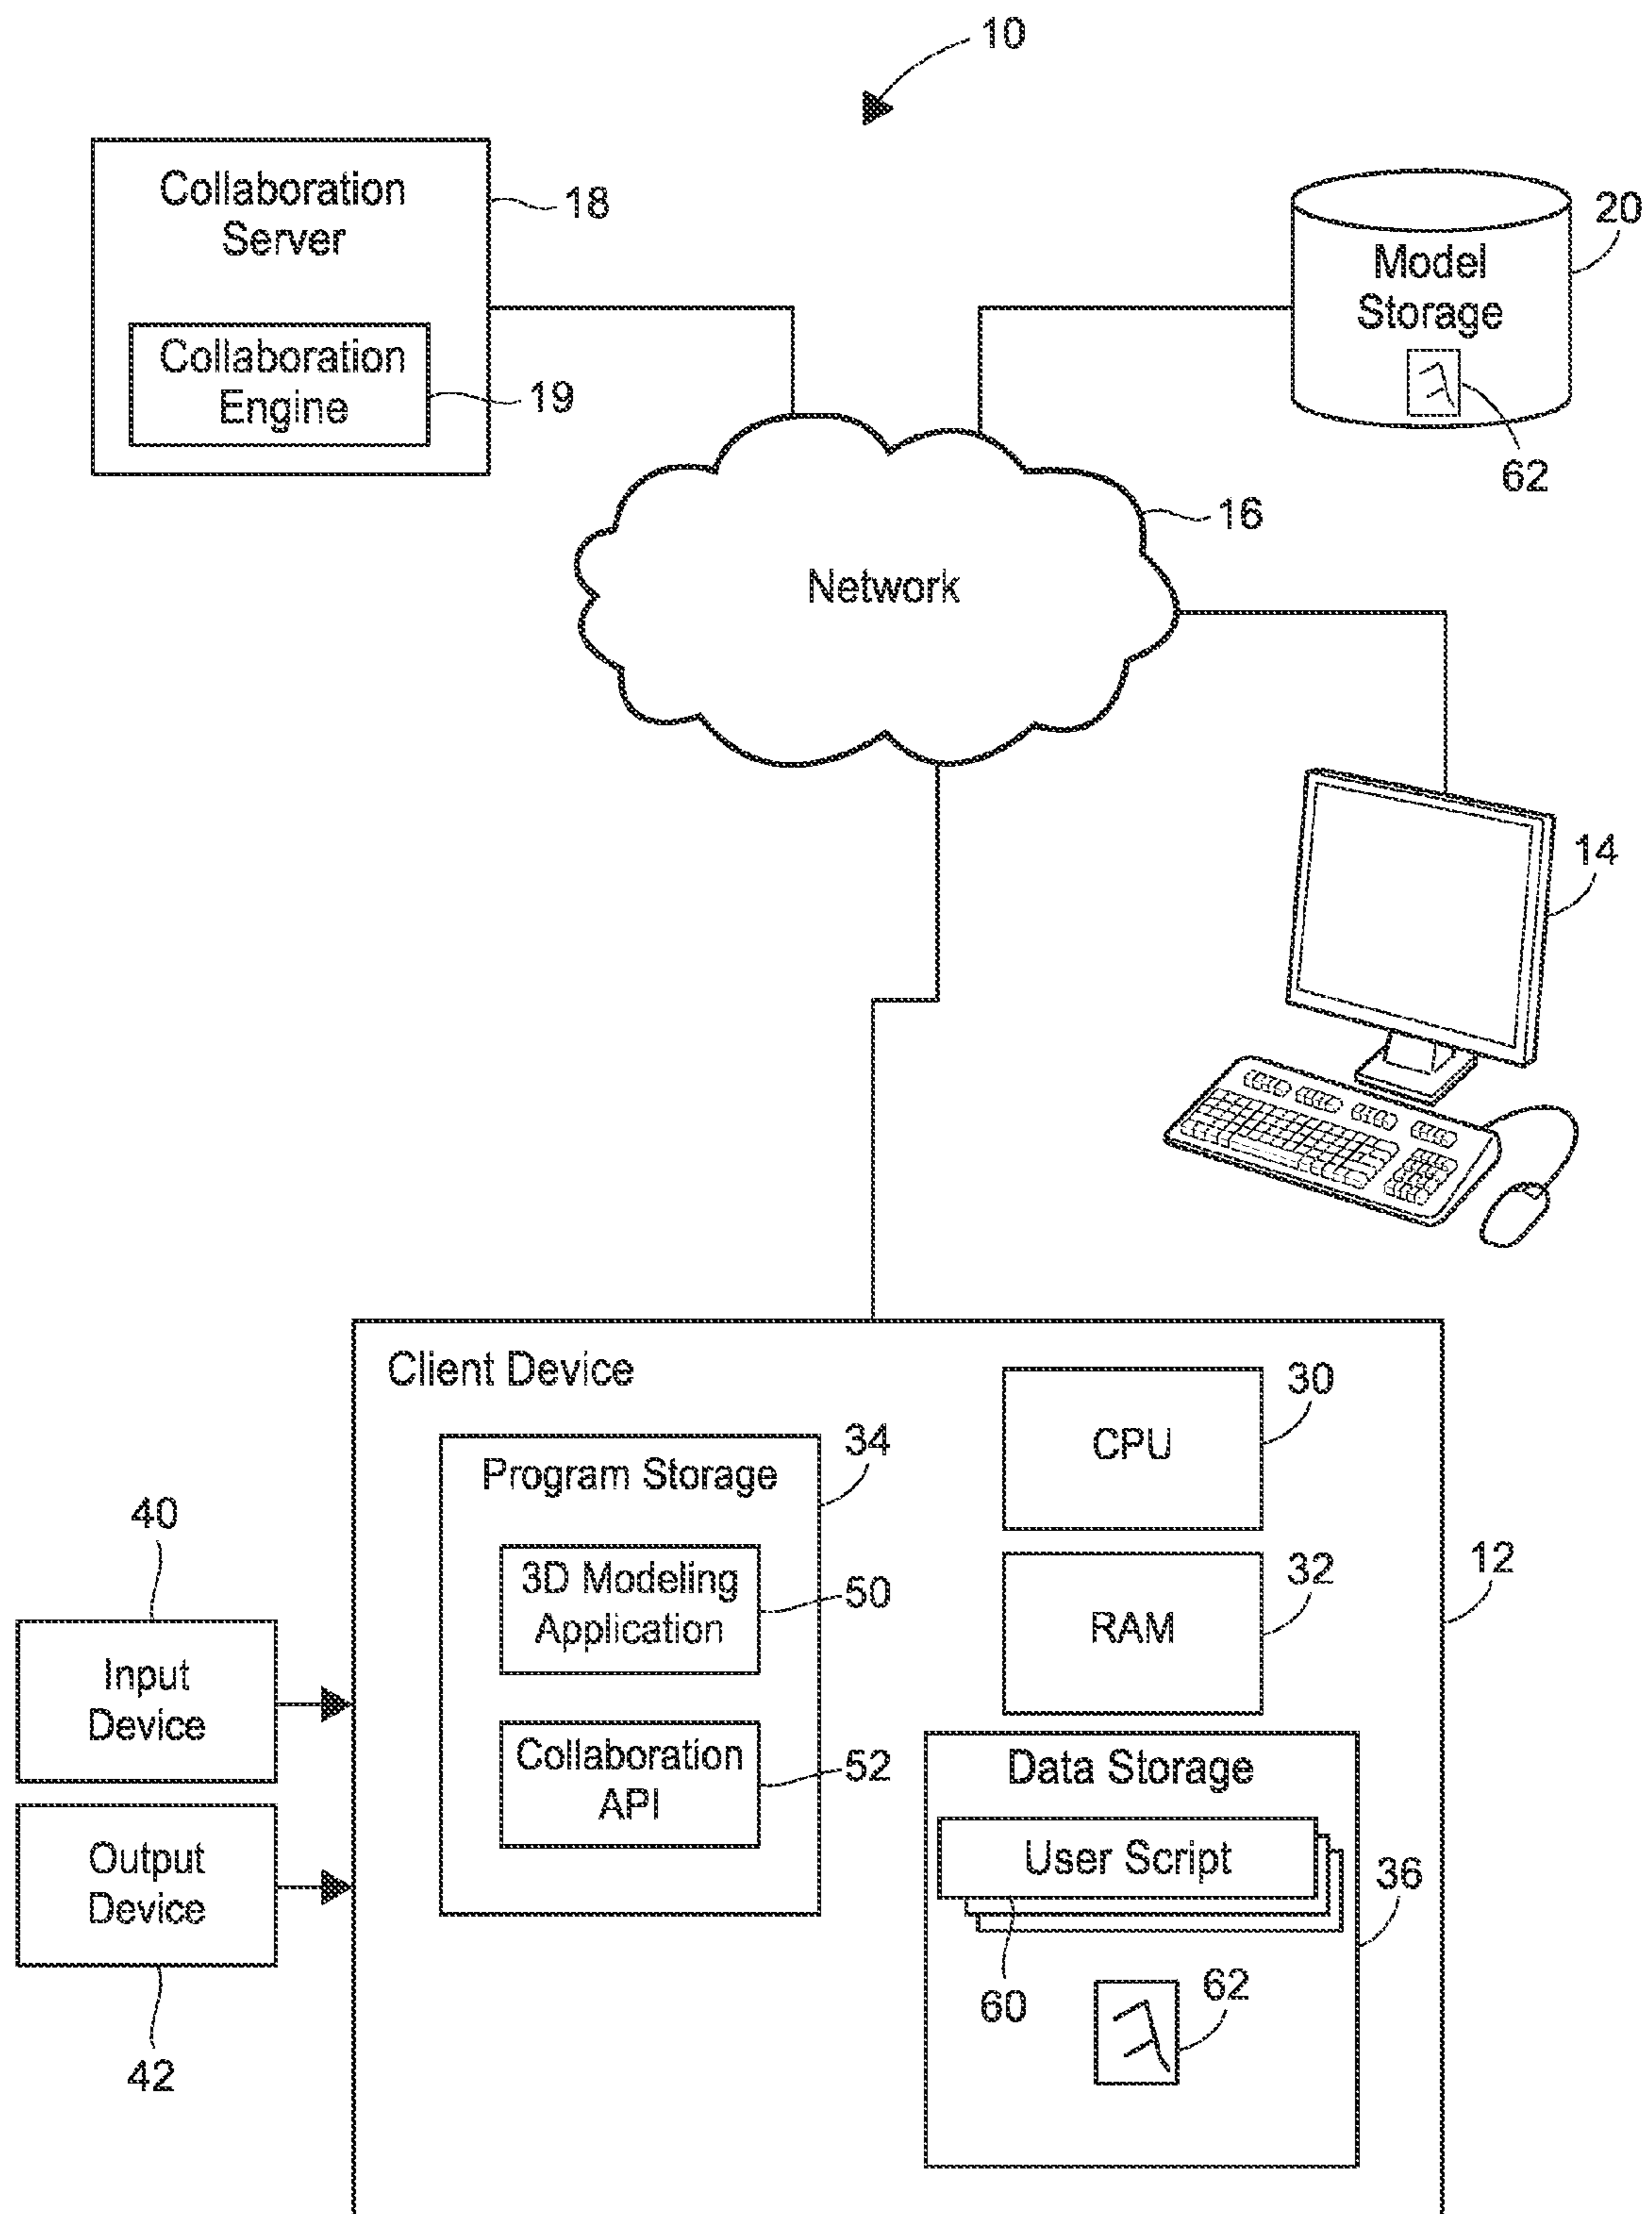 10
Collaboration
Server
18
Collaboration
Engine
19
20
Model
Storage
62
16
Network
14
Client Device
30
CPU
34
Program Storage
3D Modeling
Application
50
32
RAM
12
40
Input
Device
Collaboration
API
52
Data Storage
User Script
36
60
62
Output
Device
42